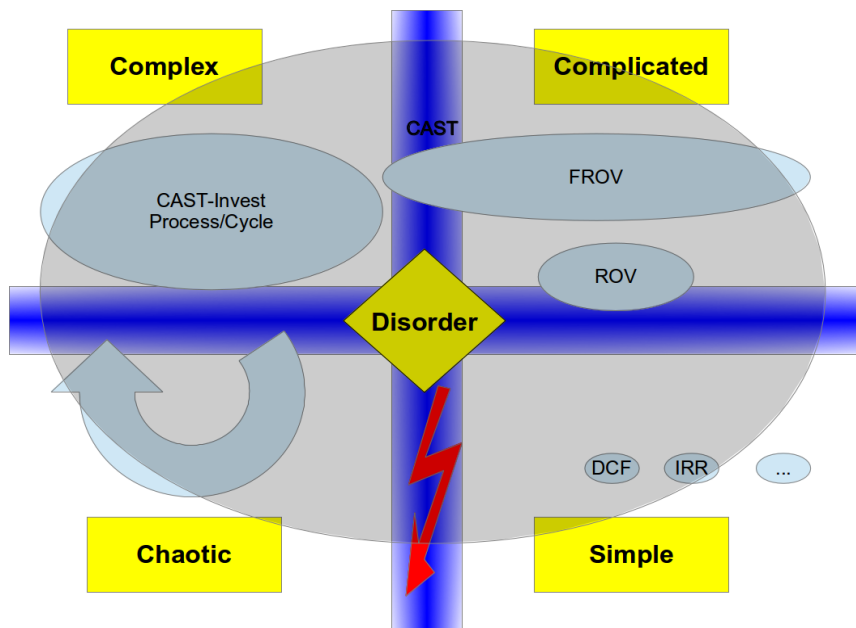 Complex
Complicated
CAST
FROV
CAST-Invest
Process/Cycle
ROV
Disorder
DCF
IRR
...
Chaotic
Simple